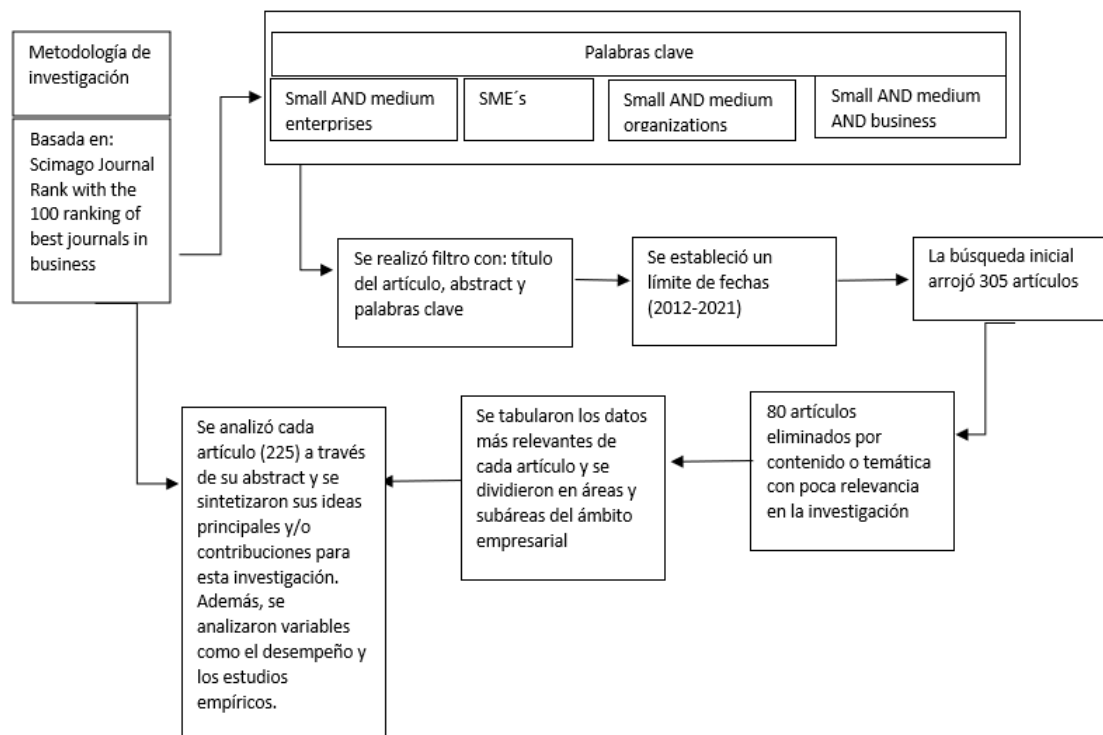 Metodología de
investigación
Basada en:
Scimago Journal
Rank with the
100 ranking of
best journals in
business
Palabras clave
Small AND medium
enterprises
SME´s
Small AND medium
organizations
Small AND medium
AND business
Se realizó filtro con: título
del artículo, abstract y
palabras clave
Se estableció un
límite de fechas
(2012-2021)
La búsqueda inicial
arrojó 305 artículos
80 artículos
eliminados por
contenido o temática
con poca relevancia
en la investigación
Se tabularon los datos
más relevantes de
cada artículo y se
dividieron en áreas y
subáreas del ámbito
empresarial
Se analizó cada
artículo (225) a través
de su abstract y se
sintetizaron sus ideas
principales y/o
contribuciones para
esta investigación.
Además, se
analizaron variables
como el desempeño y
los estudios
empíricos.